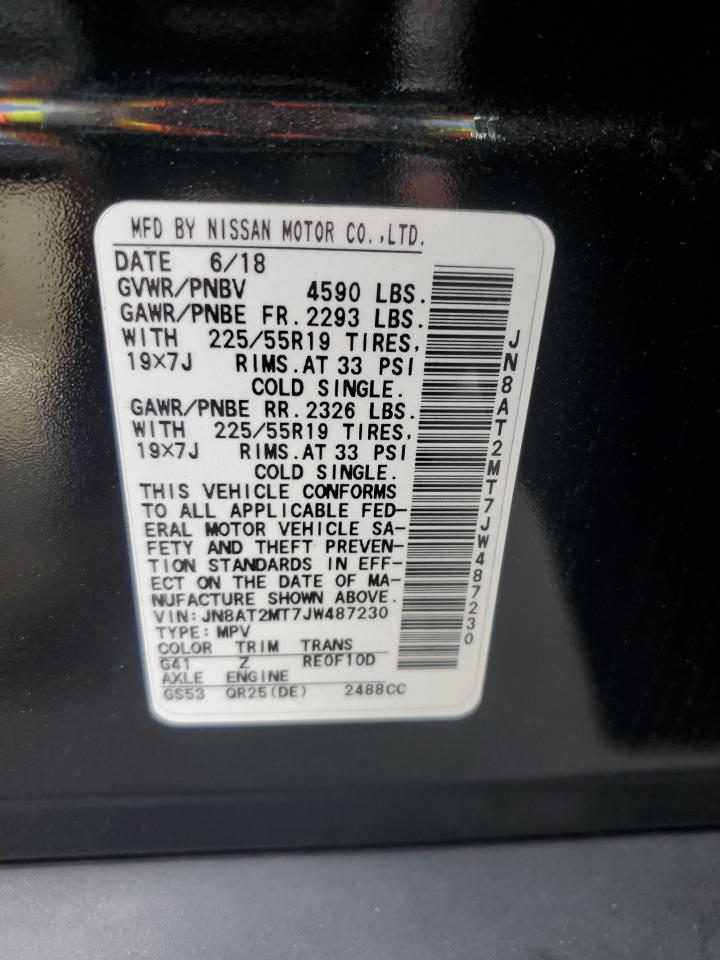 MFD BY NISSAN MOTOR CO.,LTD.
DATE 6/18
GVWR/PNBV 4590 LBS.
GAWR/PNBE FR. 2293 LBS.
WITH 225/55R19 TIRES,
19×7J RIMS. AT 33 PSI
COLD SINGLE.
GAWR/PNBE RR. 2326 LBS.
WITH 225/55R19 TIRES,
19×7J RIMS. AT 33 PSI
COLD SINGLE.
THIS VEHICLE CONFORMS
TO ALL APPLICABLE FED-
ERAL MOTOR VEHICLE SA-
FETY AND THEFT PREVEN-
TION STANDARDS IN EFF-
ECT ON THE DATE OF MA-
NUFACTURE SHOWN ABOVE.
VIN: JN8AT2MT7JW487230
TYPE: MPV
COLOR TRIM TRANS
G41 Z RE0F10D
AXLE ENGINE
GS53 QR25(DE) 2488CC
JN8AT2MT7JW487230